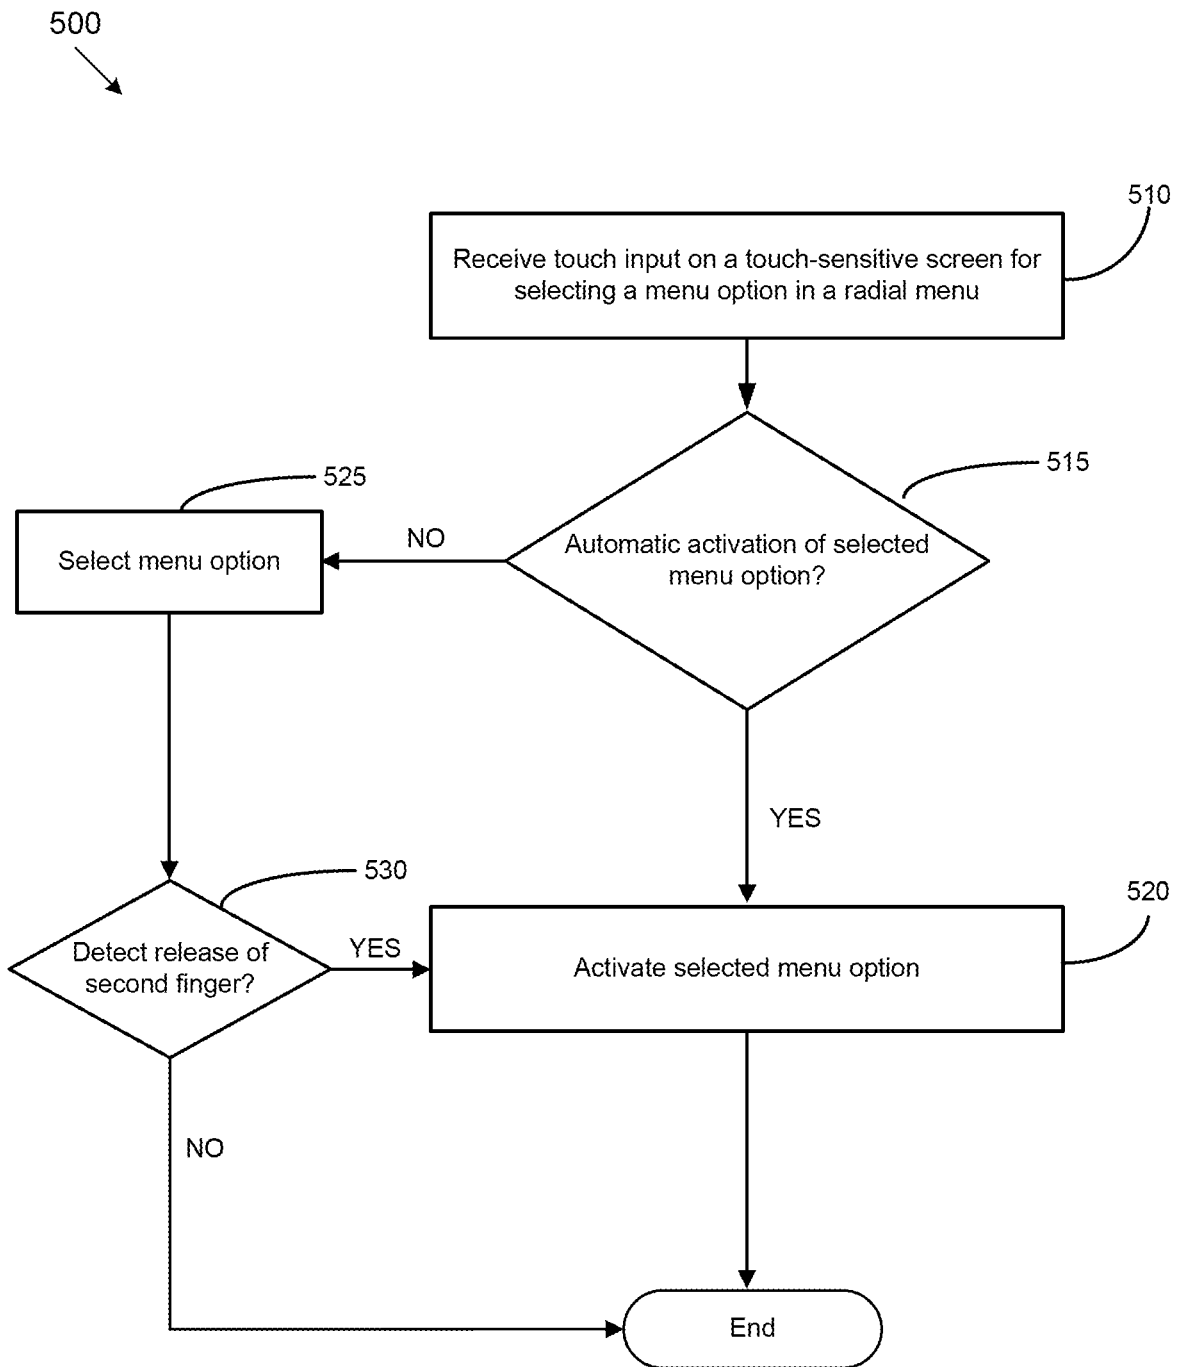 500
510
Receive touch input on a touch-sensitive screen for
selecting a menu option in a radial menu
515
525
NO
Automatic activation of selected
menu option?
Select menu option
YES
530
520
YES
Detect release of
second finger?
Activate selected menu option
NO
End